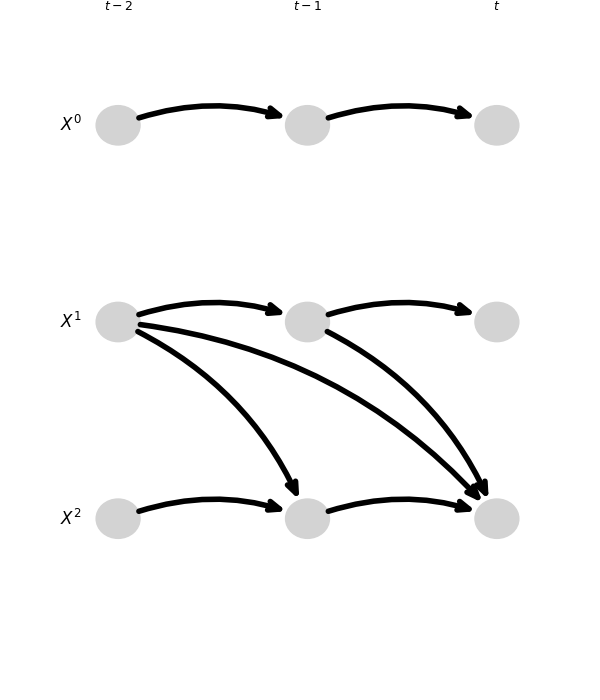 t − 2 t − 1 t
X⁰
X¹
X²